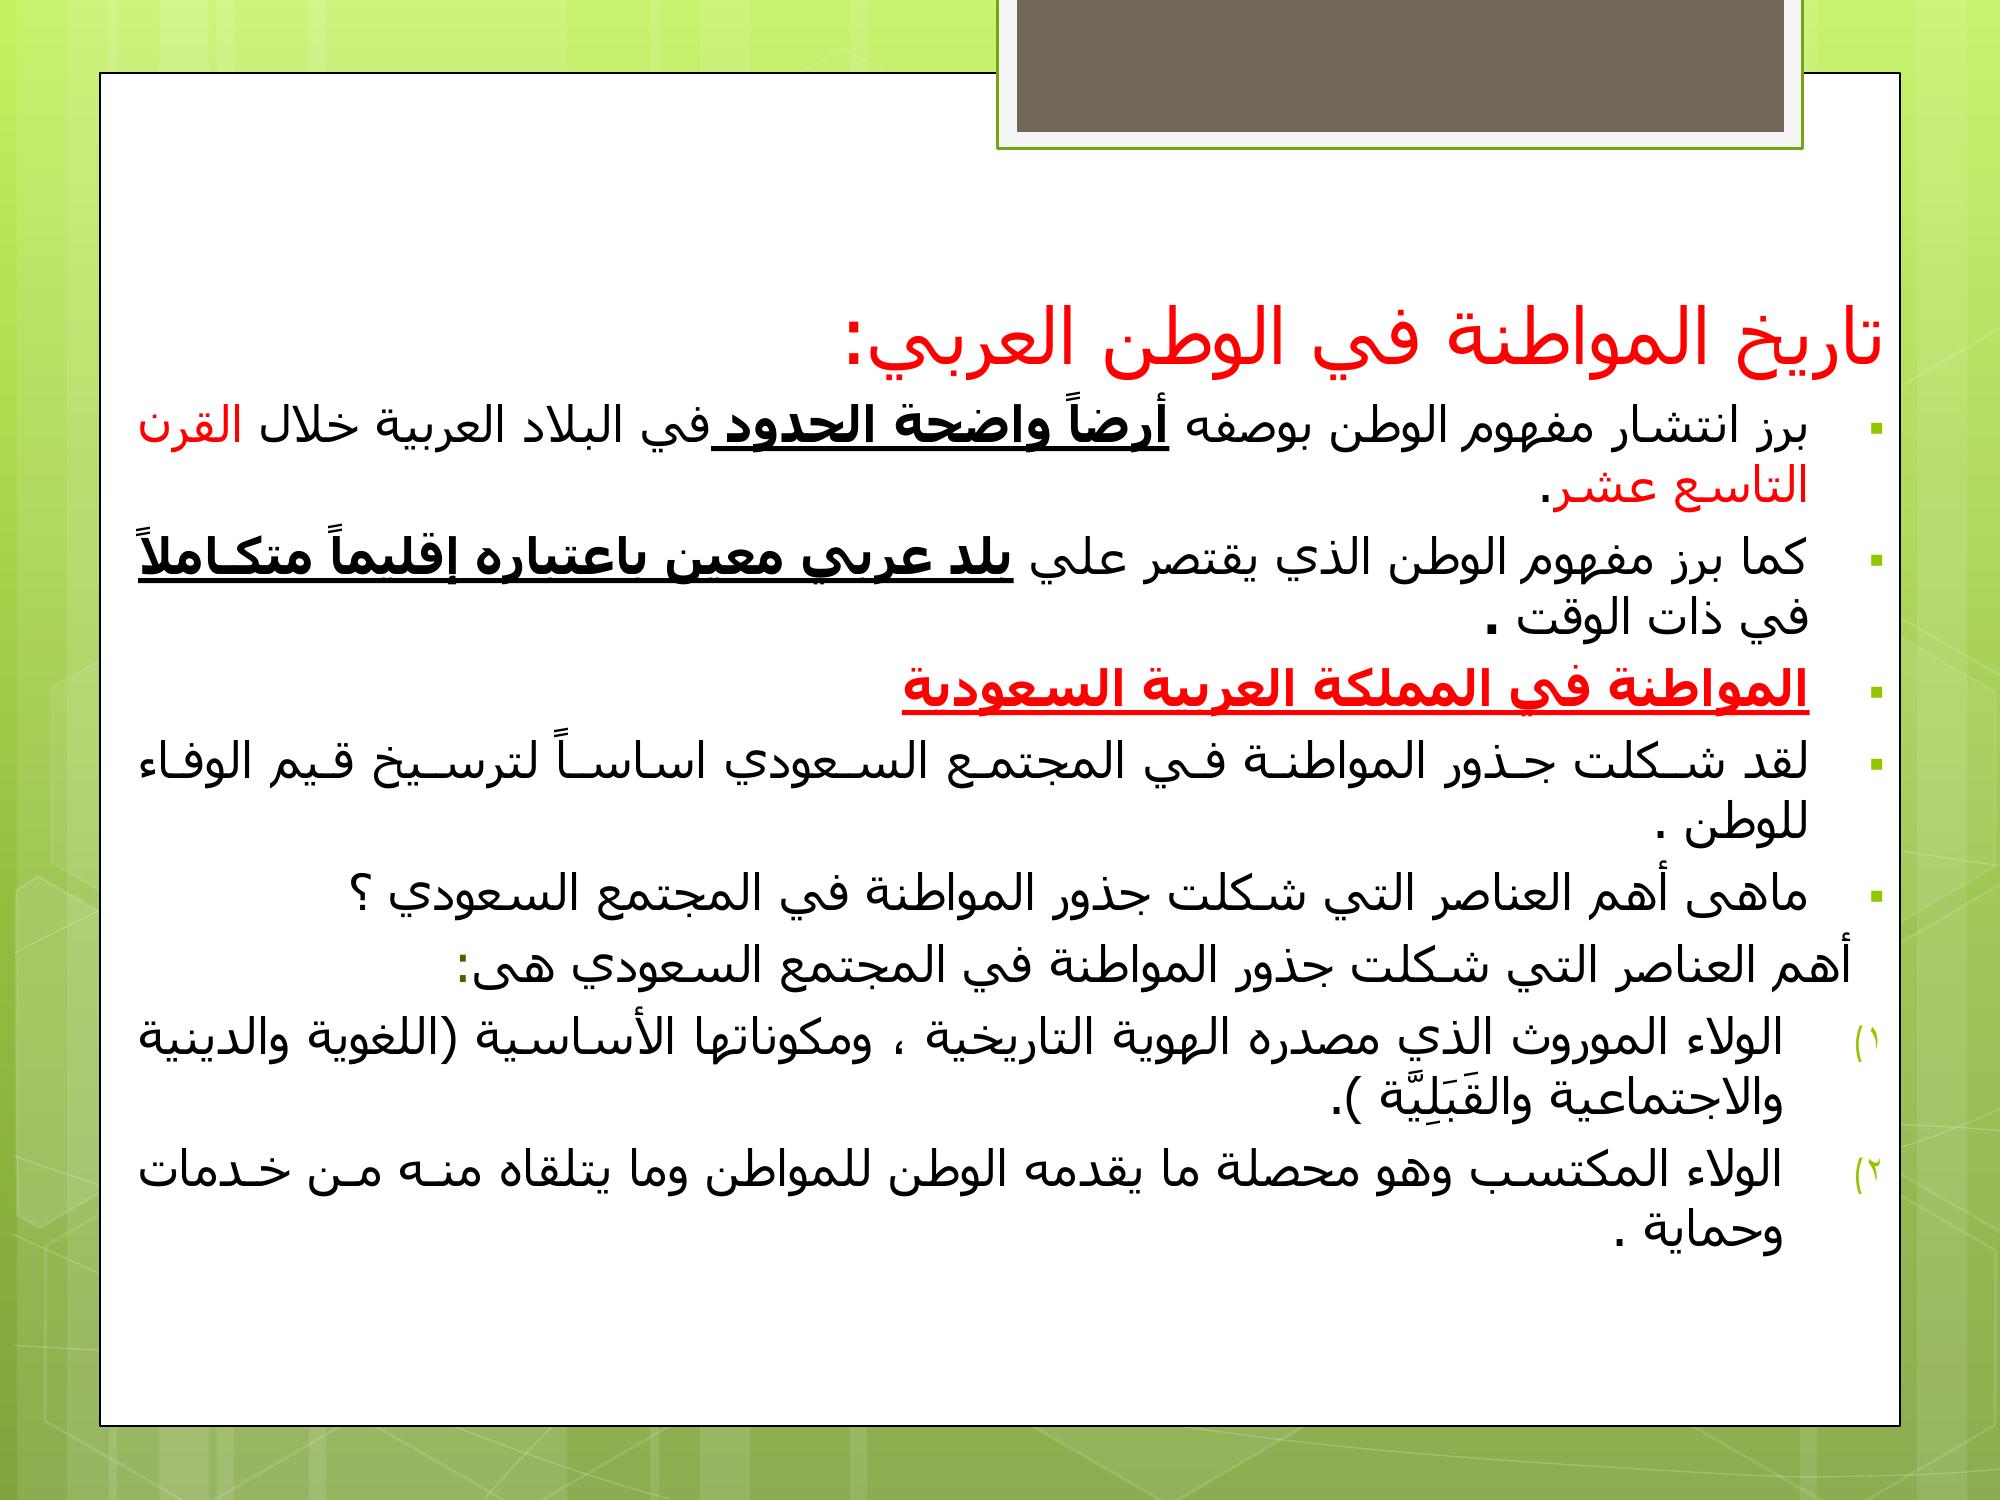 تاريخ المواطنة في الوطن العربي:
▪ برز انتشار مفهوم الوطن بوصفه أرضاً واضحة الحدود في البلاد العربية خلال القرن
التاسع عشر.
▪ كما برز مفهوم الوطن الذي يقتصر علي بلد عربي معين باعتباره إقليماً متكاملاً
في ذات الوقت .
▪ المواطنة في المملكة العربية السعودية
▪ لقد شكلت جذور المواطنة في المجتمع السعودي اساساً لترسيخ قيم الوفاء
للوطن .
▪ ماهى أهم العناصر التي شكلت جذور المواطنة في المجتمع السعودي ؟
أهم العناصر التي شكلت جذور المواطنة في المجتمع السعودي هى:
١) الولاء الموروث الذي مصدره الهوية التاريخية ، ومكوناتها الأساسية (اللغوية والدينية
والاجتماعية والقَبَلِيَّة ).
٢) الولاء المكتسب وهو محصلة ما يقدمه الوطن للمواطن وما يتلقاه منه من خدمات
وحماية .